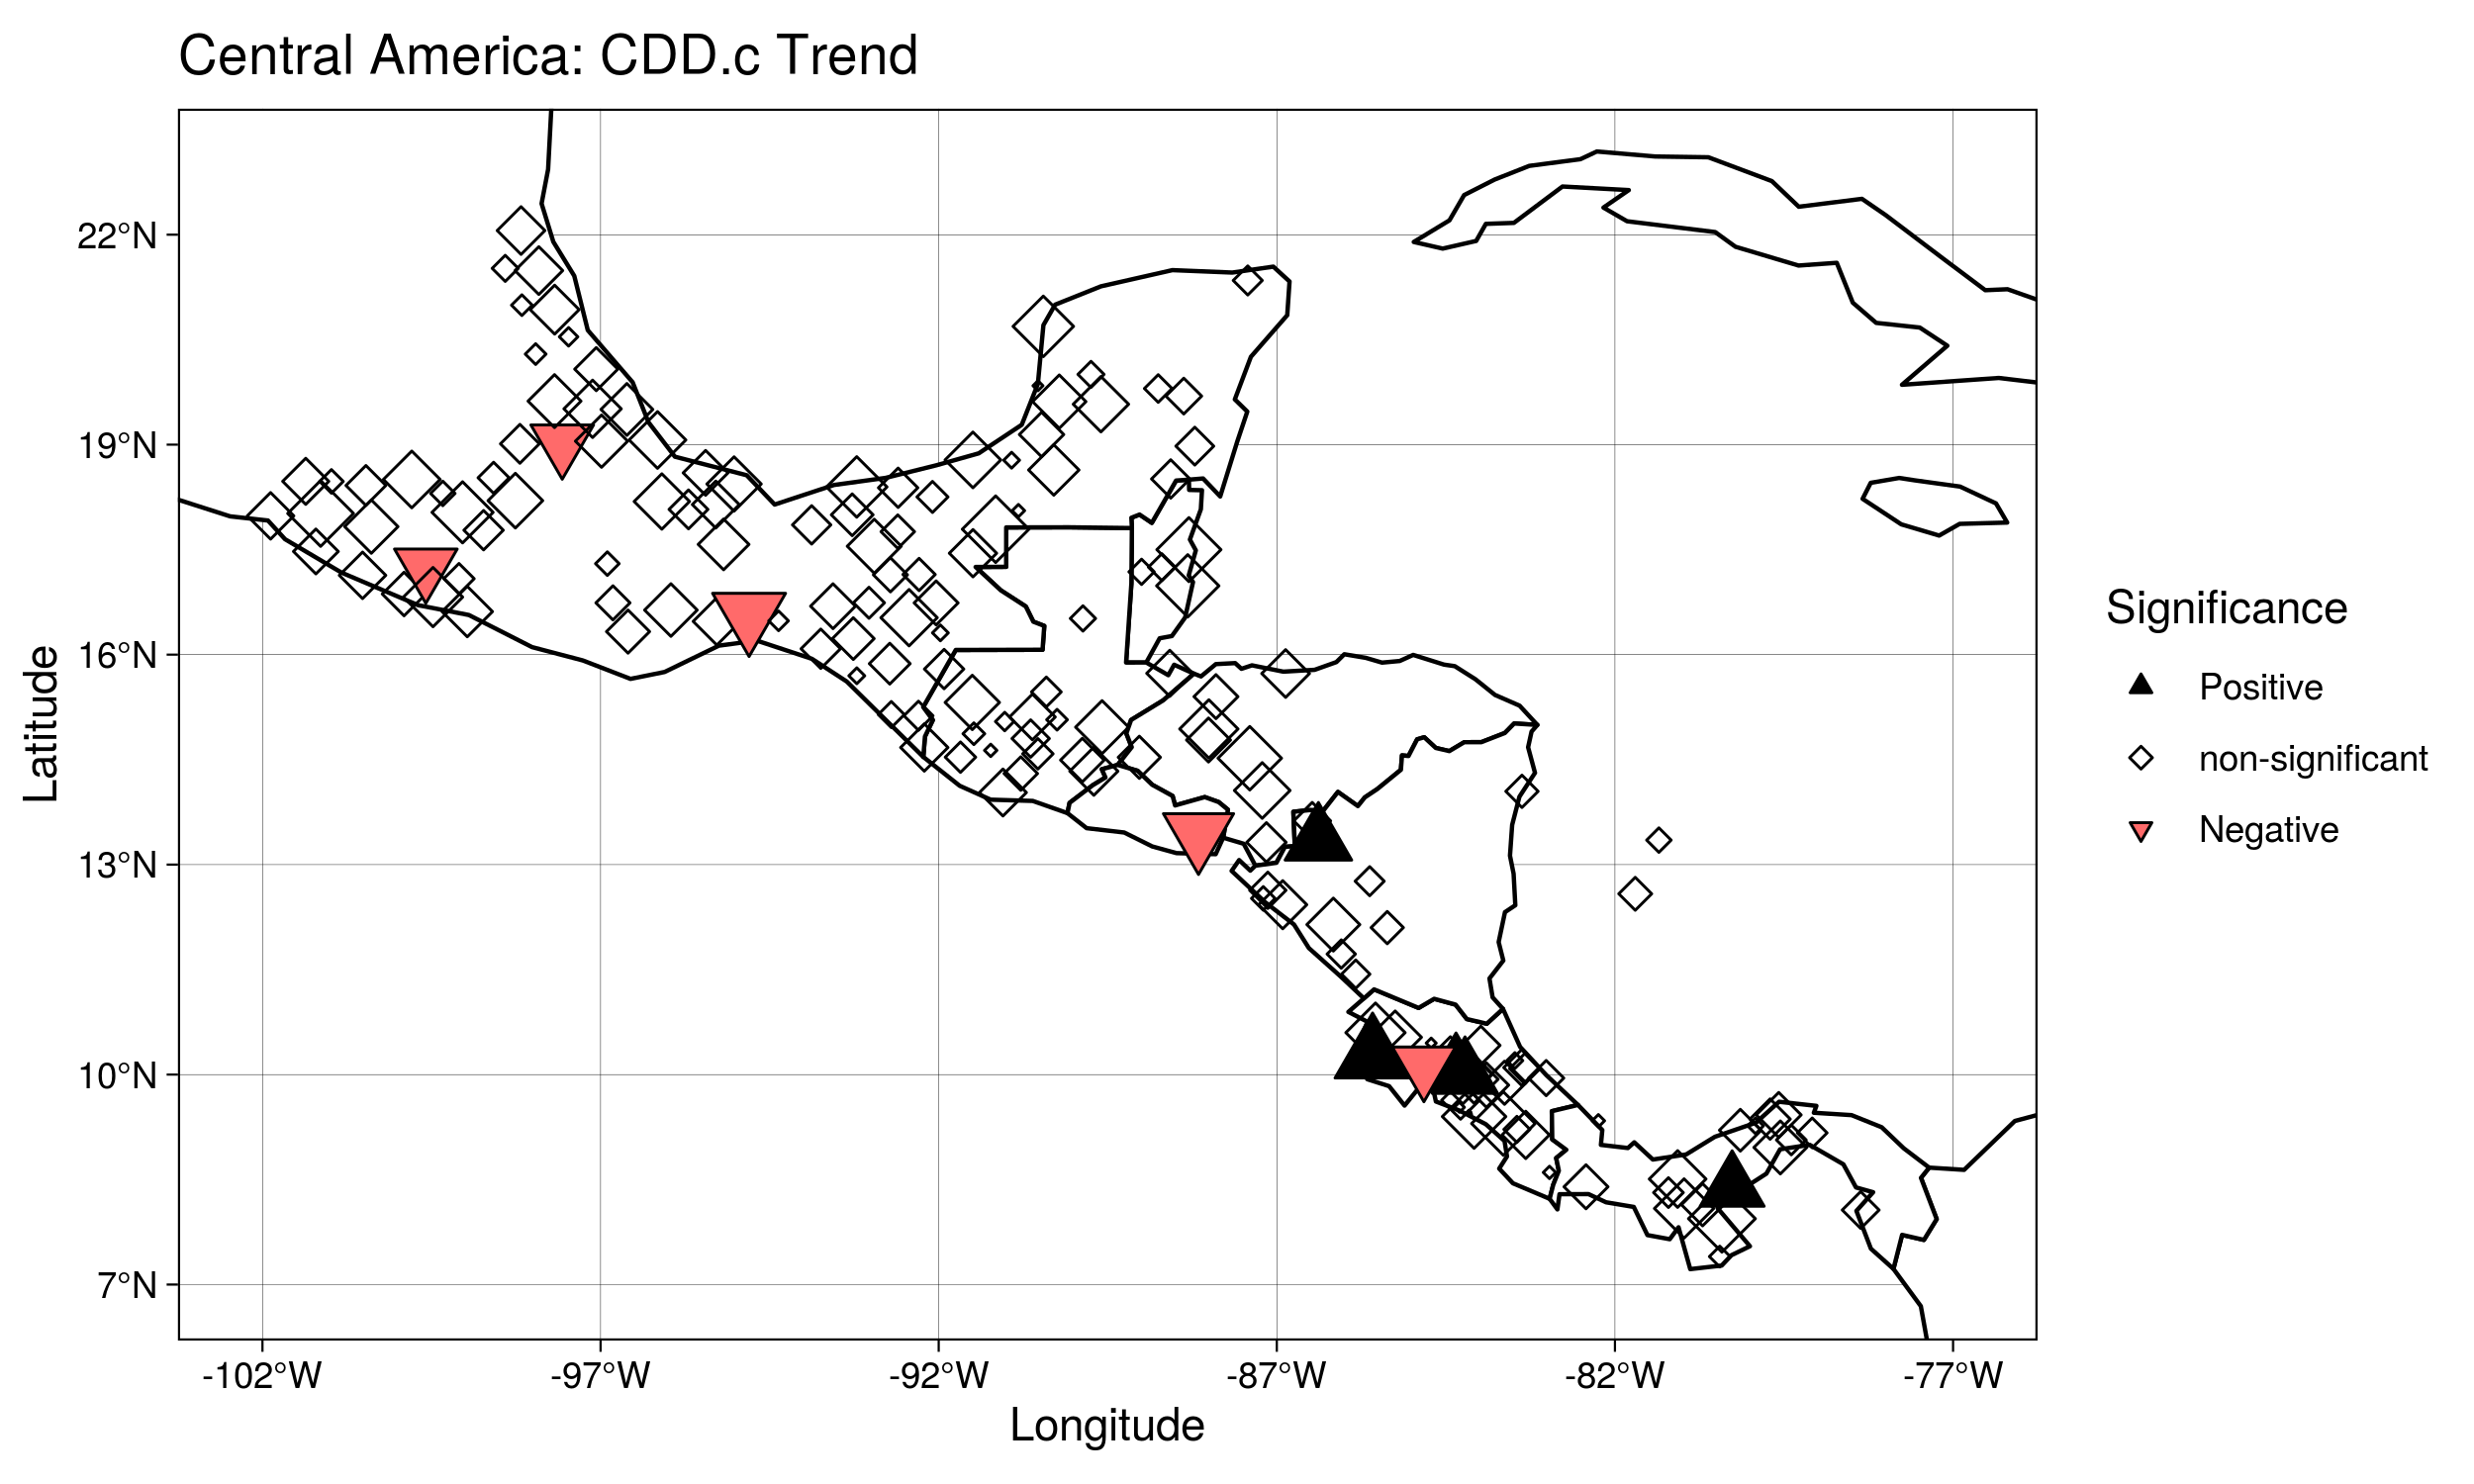 Central America: CDD.c Trend
22°N
19°N
16°N
13°N
10°N
7°N
Latitude
-102°W
-97°W
-92°W
-87°W
-82°W
-77°W
Longitude
Significance
Positive
non-significant
Negative